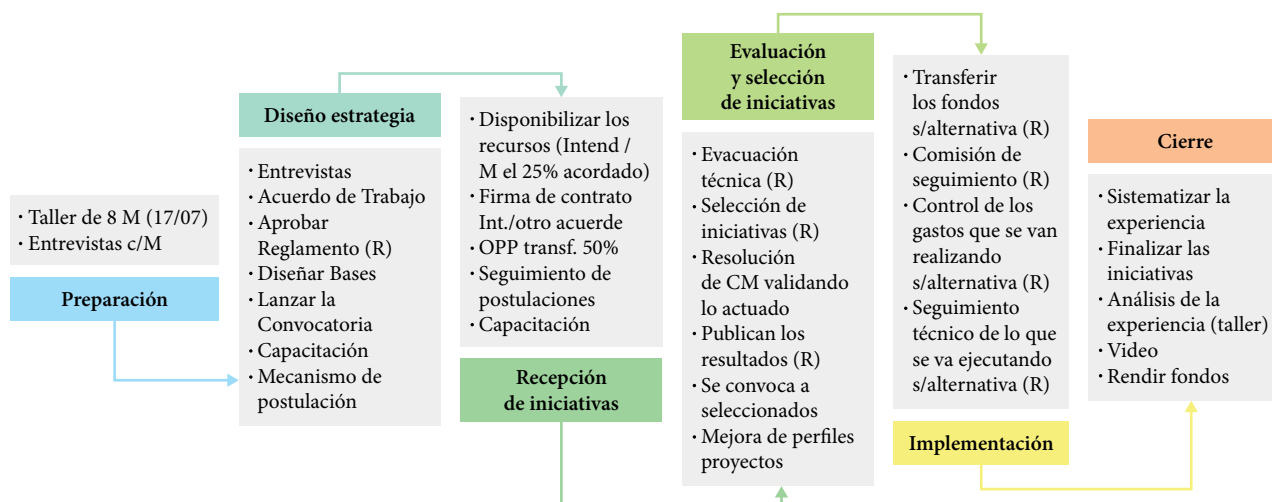 · Taller de 8 M (17/07)
· Entrevistas c/M
Preparación
Diseño estrategia
· Entrevistas
· Acuerdo de Trabajo
· Aprobar
Reglamento (R)
· Diseñar Bases
· Lanzar la
Convocatoria
· Capacitación
· Mecanismo de
postulación
· Disponibilizar los
recursos (Intend /
M el 25% acordado)
· Firma de contrato
Int./otro acuerde
· OPP transf. 50%
· Seguimiento de
postulaciones
· Capacitación
Recepción
de iniciativas
Evaluación
y selección
de iniciativas
· Evacuación
técnica (R)
· Selección de
iniciativas (R)
· Resolución
de CM validando
lo actuado
· Publican los
resultados (R)
· Se convoca a
seleccionados
· Mejora de perfiles
proyectos
· Transferir
los fondos
s/alternativa (R)
· Comisión de
seguimiento (R)
· Control de los
gastos que se van
realizando
s/alternativa (R)
· Seguimiento
técnico de lo que
se va ejecutando
s/alternativa (R)
Implementación
Cierre
· Sistematizar la
experiencia
· Finalizar las
iniciativas
· Análisis de la
experiencia (taller)
· Video
· Rendir fondos